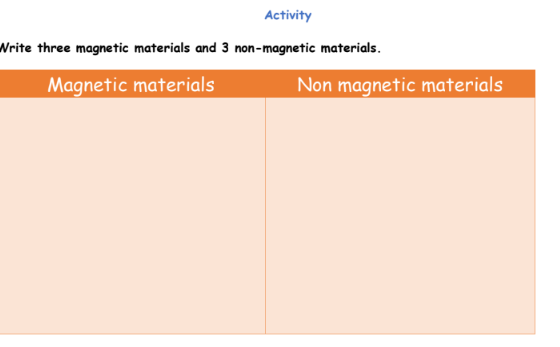 Activity
Write three magnetic materials and 3 non-magnetic materials.
Magnetic materials
Non magnetic materials